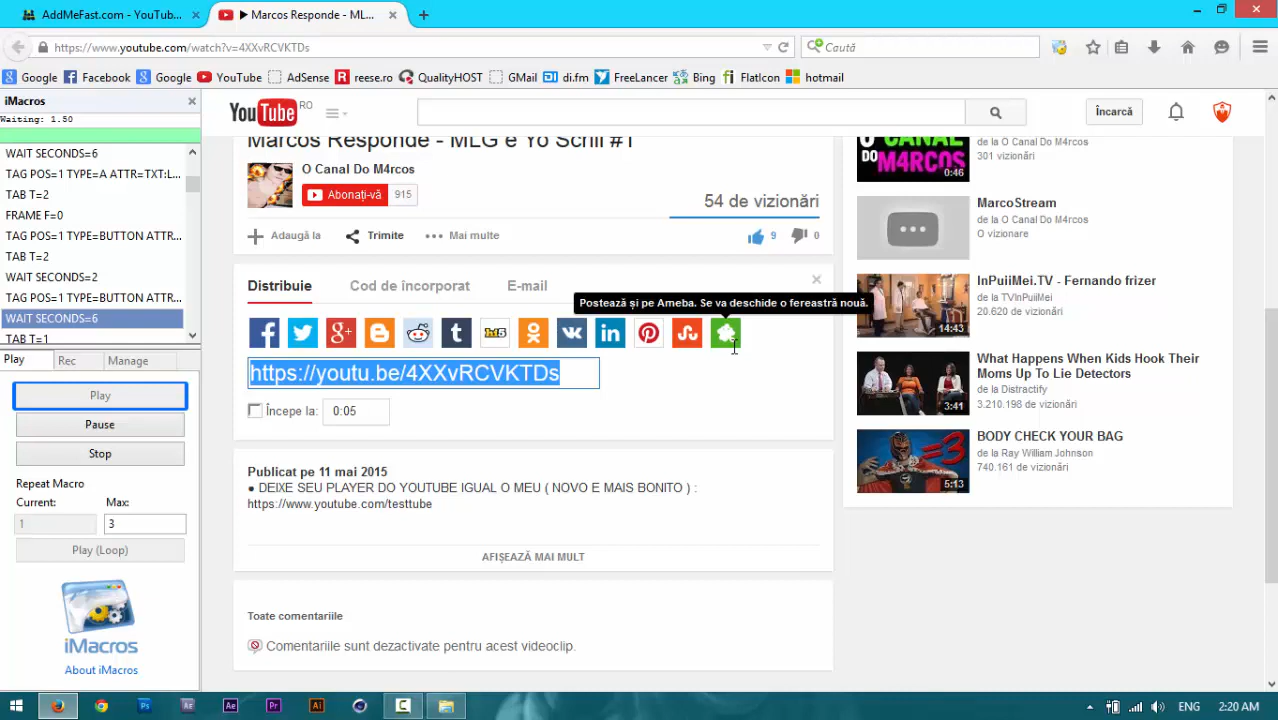 AddMeFast.com - YouTub...
▶ Marcos Responde - ML...
https://www.youtube.com/watch?v=4XXvRCVKTDs
Caută
Google
Facebook
Google
YouTube
AdSense
reese.ro
QualityHOST
GMail
di.fm
FreeLancer
Bing
FlatIcon
hotmail
iMacros
Waiting: 1.50
WAIT SECONDS=6
TAG POS=1 TYPE=A ATTR=TXT:L...
TAB T=2
FRAME F=0
TAG POS=1 TYPE=BUTTON ATTR...
TAB T=2
WAIT SECONDS=2
TAG POS=1 TYPE=BUTTON ATTR...
WAIT SECONDS=6
TAB T=1
Play
Rec
Manage
Play
Pause
Stop
Repeat Macro
Current:
Max:
1
3
Play (Loop)
iMacros
About iMacros
YouTube RO
Încarcă
Marcos Responde - MLG e Yo Schill #1
O Canal Do M4rcos
Abonați-vă
915
54 de vizionări
Adaugă la
Trimite
Mai multe
9
0
Distribuie
Cod de încorporat
E-mail
Postează și pe Ameba. Se va deschide o fereastră nouă.
hi5
https://youtu.be/4XXvRCVKTDs
Începe la:
0:05
Publicat pe 11 mai 2015
● DEIXE SEU PLAYER DO YOUTUBE IGUAL O MEU ( NOVO E MAIS BONITO ) :
https://www.youtube.com/testtube
AFIȘEAZĂ MAI MULT
Toate comentariile
Comentariile sunt dezactivate pentru acest videoclip.
O CANAL
DO M4RCOS
0:46
de la O Canal Do M4rcos
301 vizionări
MarcoStream
de la O Canal Do M4rcos
O vizionare
14:43
InPuiiMei.TV - Fernando frizer
de la TVInPuiiMei
20.620 de vizionări
3:41
What Happens When Kids Hook Their
Moms Up To Lie Detectors
de la Distractify
3.210.198 de vizionări
=3
5:13
BODY CHECK YOUR BAG
de la Ray William Johnson
740.161 de vizionări
ENG
2:20 AM